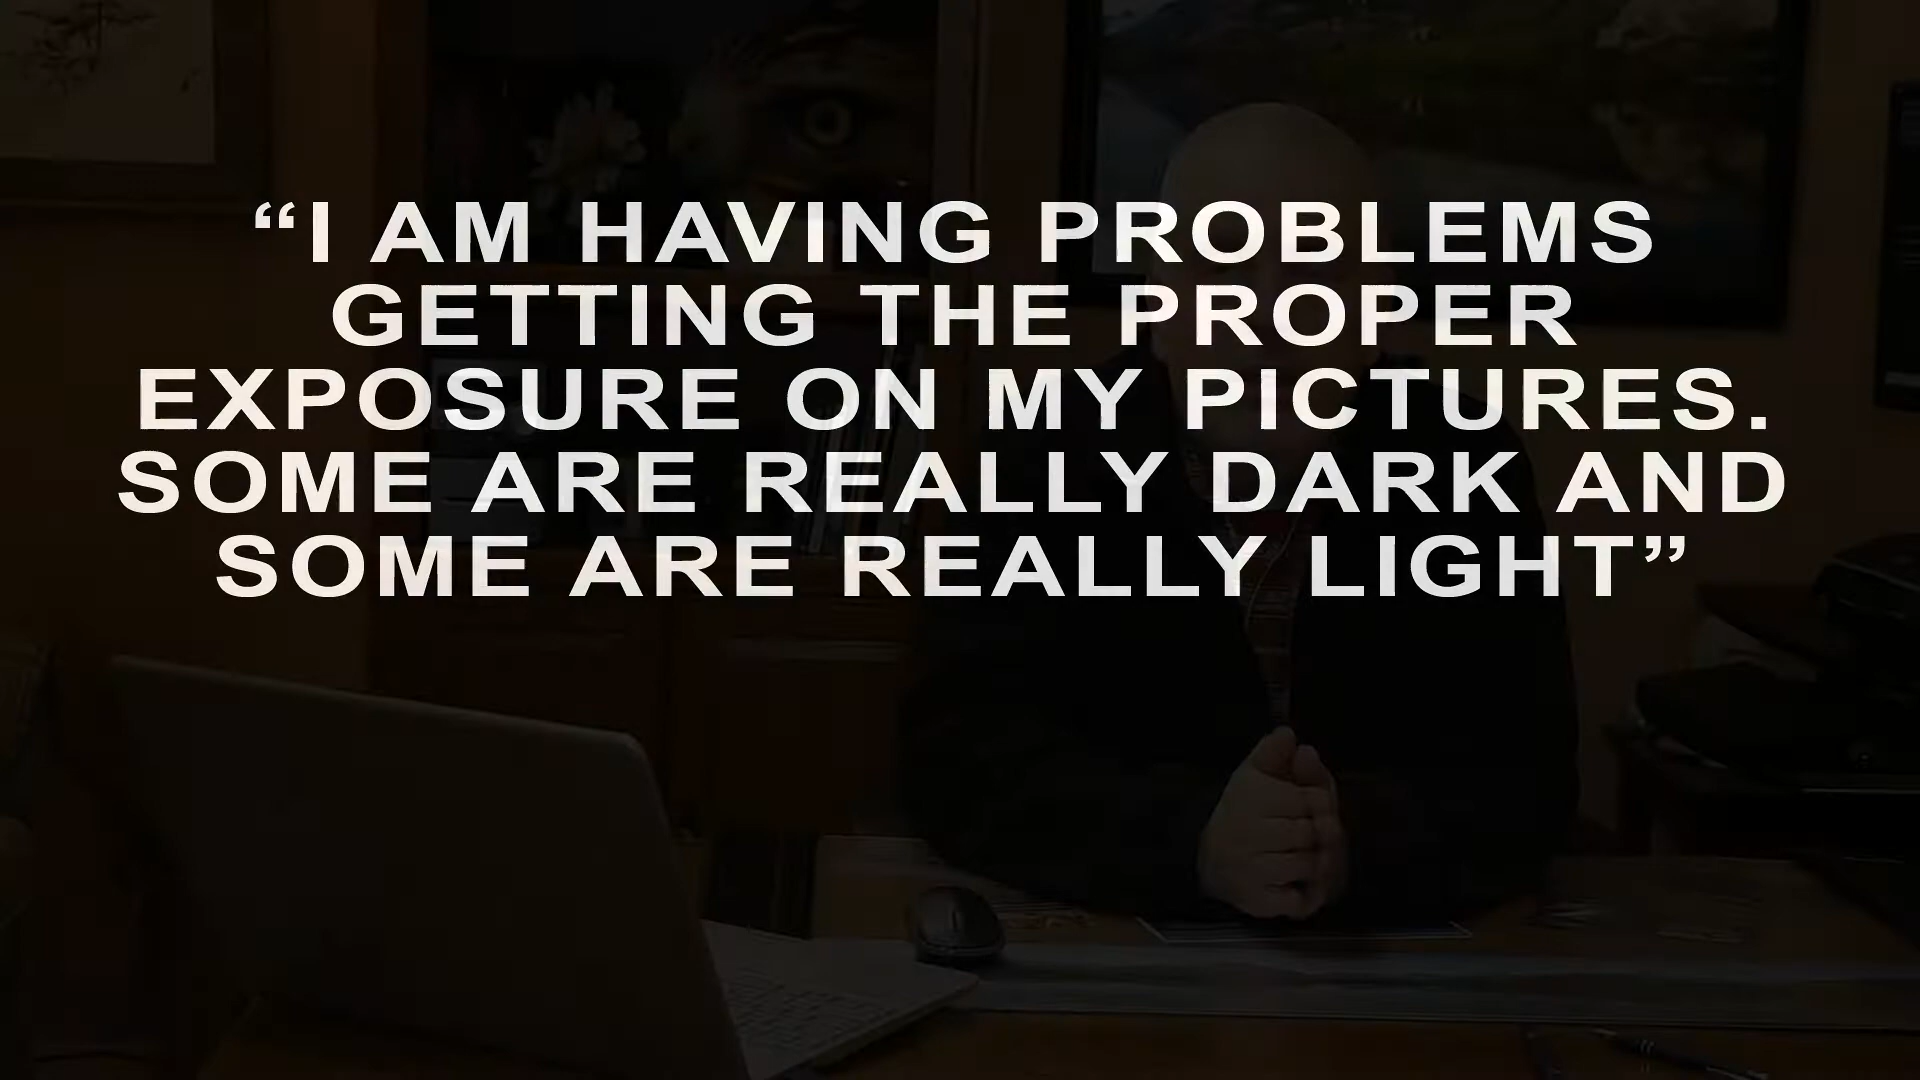 “I AM HAVING PROBLEMS
GETTING THE PROPER
EXPOSURE ON MY PICTURES.
SOME ARE REALLY DARK AND
SOME ARE REALLY LIGHT”